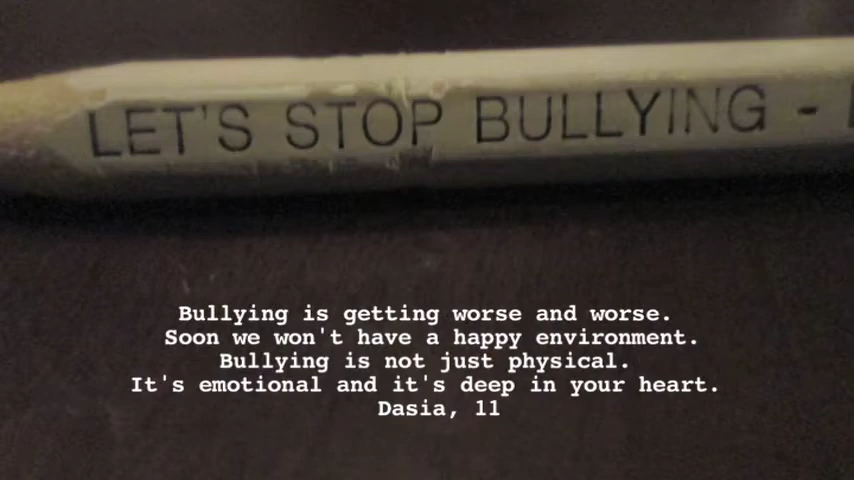 LET'S STOP BULLYING -
Bullying is getting worse and worse.
Soon we won't have a happy environment.
Bullying is not just physical.
It's emotional and it's deep in your heart.
Dasia, 11